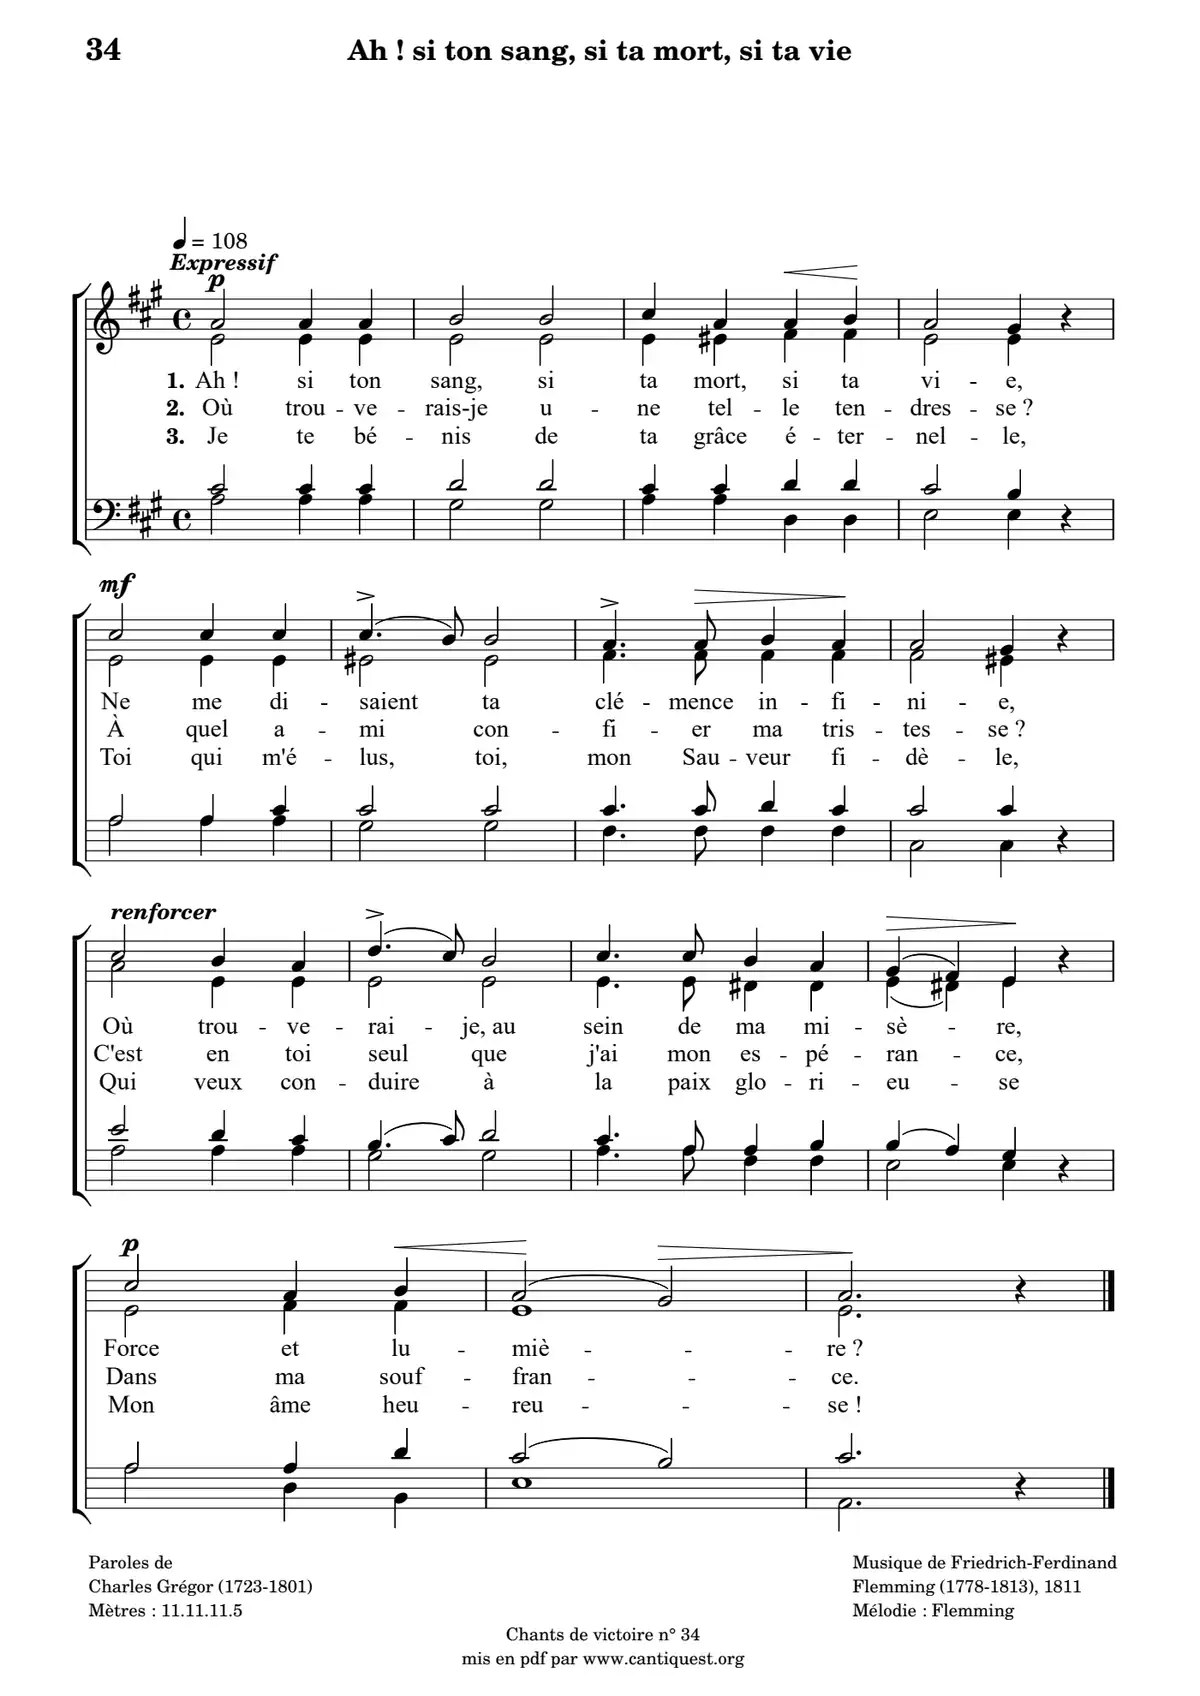 34
Ah ! si ton sang, si ta mort, si ta vie
= 108
Expressif
p
1. Ah ! si ton sang, si ta mort, si ta vi - e,
2. Où trou - ve - rais-je u - ne tel - le ten - dres - se ?
3. Je te bé - nis de ta grâce é - ter - nel - le,
mf
Ne me di - saient ta clé - mence in - fi - ni - e,
À quel a - mi con - fi - er ma tris - tes - se ?
Toi qui m'é - lus, toi, mon Sau - veur fi - dè - le,
renforcer
Où trou - ve - rai - je, au sein de ma mi - sè - re,
C'est en toi seul que j'ai mon es - pé - ran - ce,
Qui veux con - duire à la paix glo - ri - eu - se
p
Force et lu - miè - - - re ?
Dans ma souf - fran - - - ce.
Mon âme heu - reu - - - se !
Paroles de
Charles Grégor (1723-1801)
Mètres : 11.11.11.5
Musique de Friedrich-Ferdinand
Flemming (1778-1813), 1811
Mélodie : Flemming
Chants de victoire n° 34
mis en pdf par www.cantiquest.org